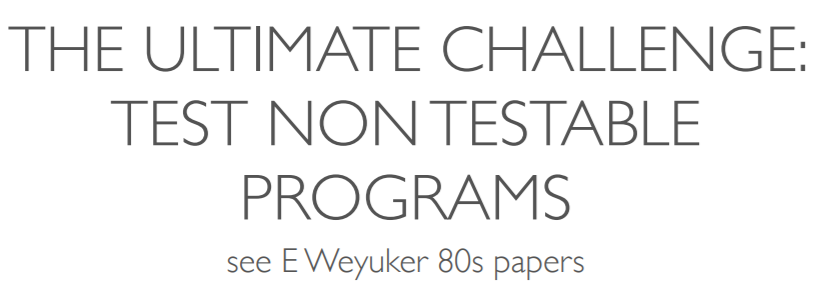 THE ULTIMATE CHALLENGE:
TEST NON TESTABLE
PROGRAMS
see E Weyuker 80s papers